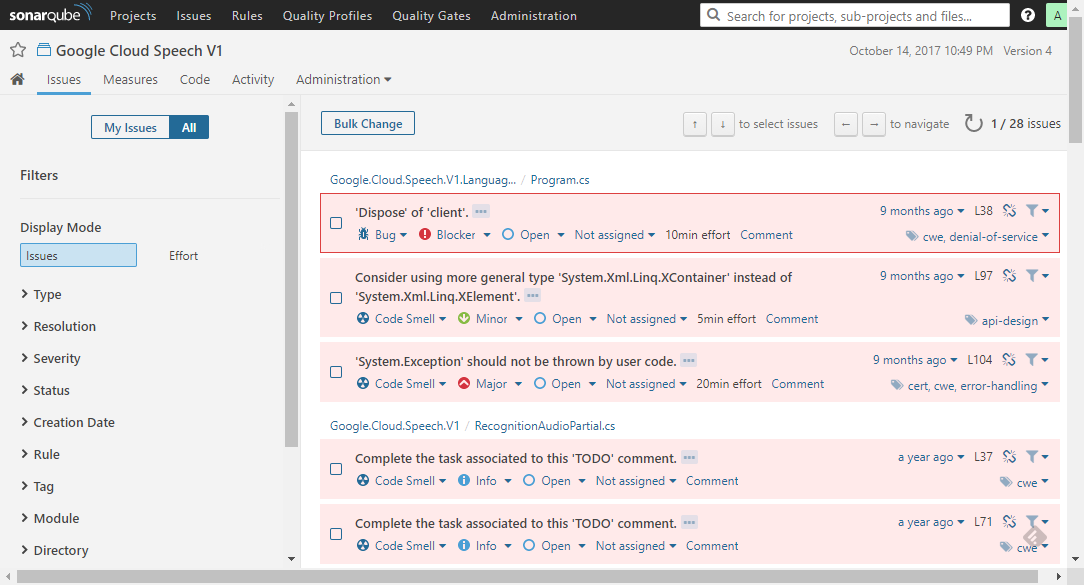 sonarqube Projects Issues Rules Quality Profiles Quality Gates Administration Search for projects, sub-projects and files... ? A
Google Cloud Speech V1 October 14, 2017 10:49 PM Version 4
Issues Measures Code Activity Administration
My Issues All
Filters
Display Mode
Issues Effort
Type
Resolution
Severity
Status
Creation Date
Rule
Tag
Module
Directory
Bulk Change ↑ ↓ to select issues ← → to navigate 1 / 28 issues
Google.Cloud.Speech.V1.Languag... / Program.cs
'Dispose' of 'client'. 9 months ago L38
Bug Blocker Open Not assigned 10min effort Comment cwe, denial-of-service
Consider using more general type 'System.Xml.Linq.XContainer' instead of 9 months ago L97
'System.Xml.Linq.XElement'.
Code Smell Minor Open Not assigned 5min effort Comment api-design
'System.Exception' should not be thrown by user code. 9 months ago L104
Code Smell Major Open Not assigned 20min effort Comment cert, cwe, error-handling
Google.Cloud.Speech.V1 / RecognitionAudioPartial.cs
Complete the task associated to this 'TODO' comment. a year ago L37
Code Smell Info Open Not assigned Comment cwe
Complete the task associated to this 'TODO' comment. a year ago L71
Code Smell Info Open Not assigned Comment cwe